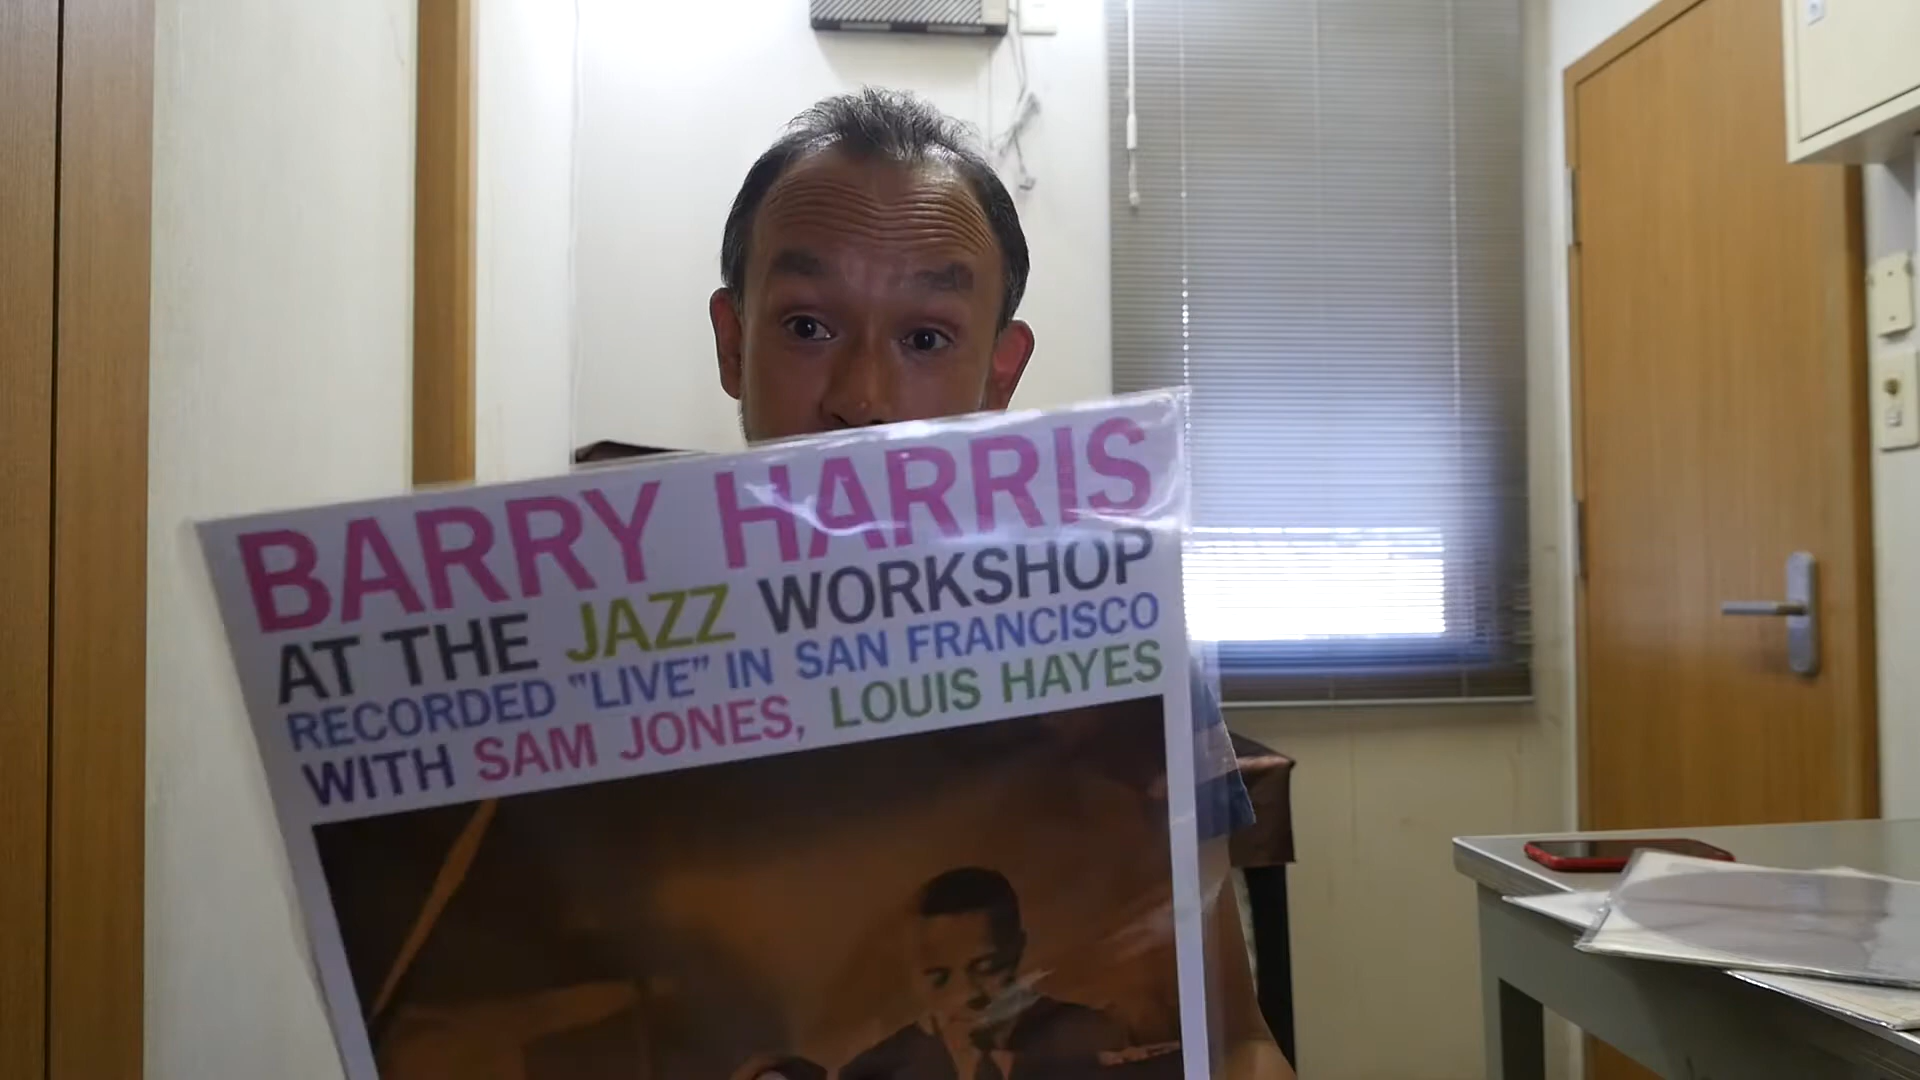 BARRY HARRIS
AT THE JAZZ WORKSHOP
RECORDED "LIVE" IN SAN FRANCISCO
WITH SAM JONES, LOUIS HAYES